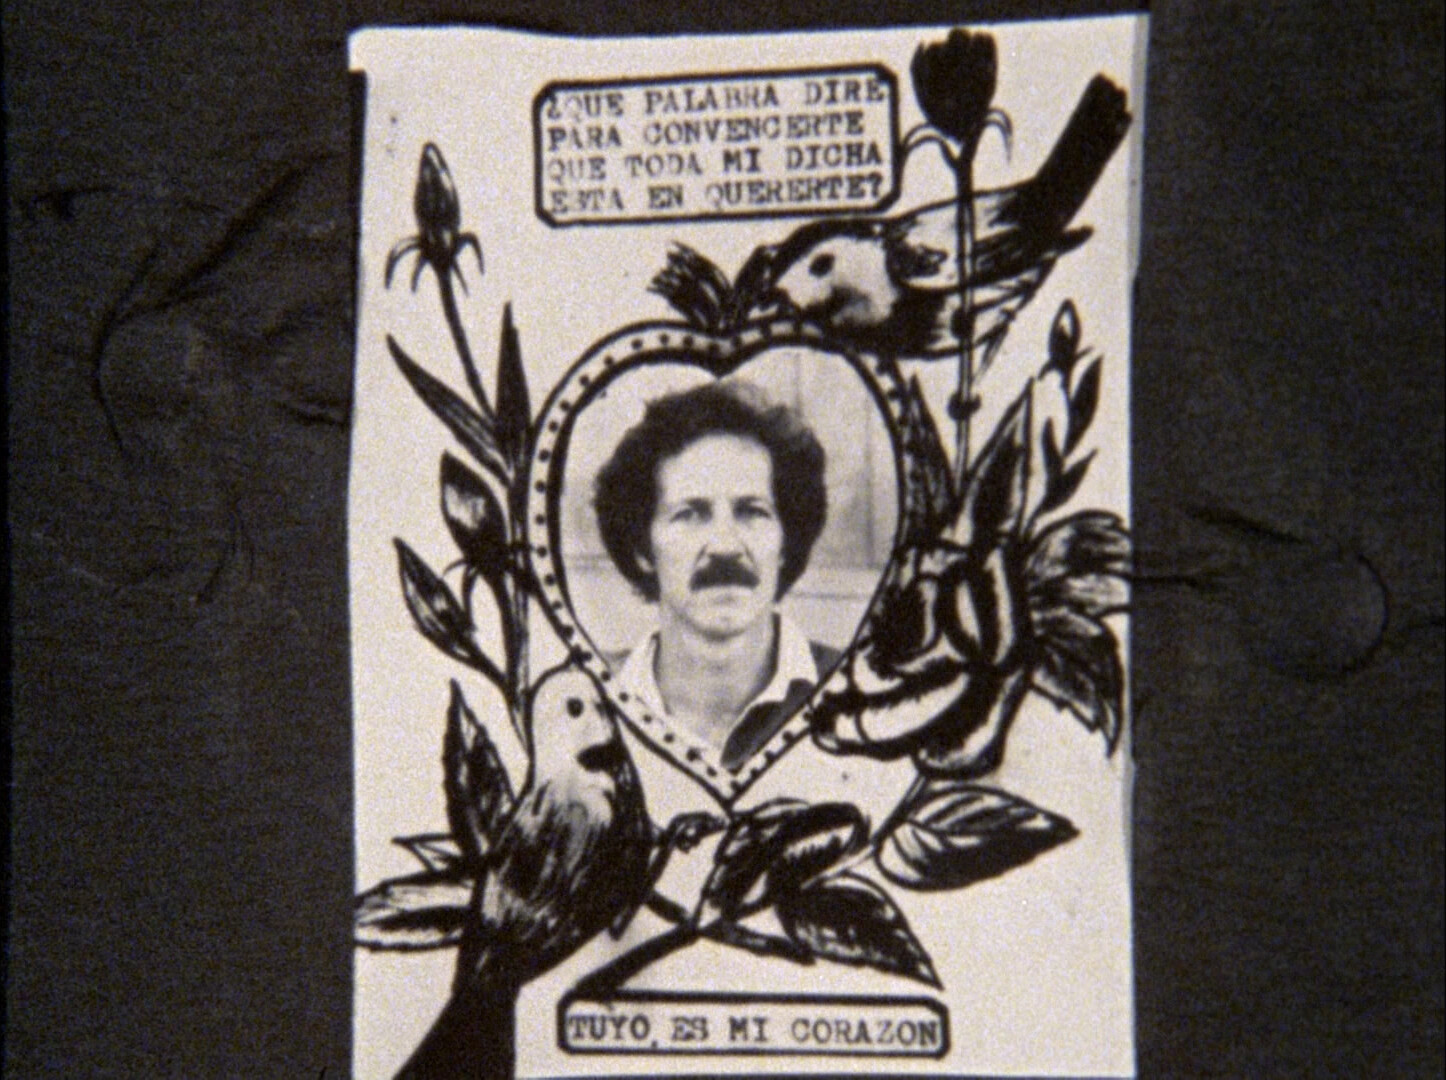 ¿QUE PALABRA DIRE
PARA CONVENCERTE
QUE TODA MI DICHA
ESTA EN QUERERTE?
TUYO, ES MI CORAZON